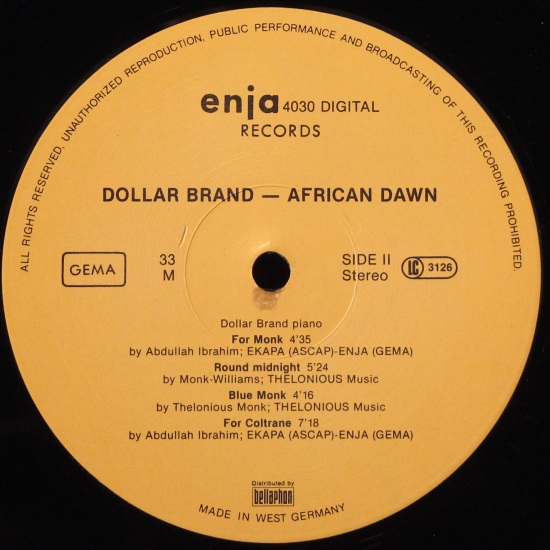 ALL RIGHTS RESERVED. UNAUTHORIZED REPRODUCTION, PUBLIC PERFORMANCE AND BROADCASTING OF THIS RECORDING PROHIBITED.
enja 4030 DIGITAL
RECORDS
DOLLAR BRAND — AFRICAN DAWN
GEMA
33
M
SIDE II
Stereo
LC 3126
Dollar Brand piano
For Monk 4'35
by Abdullah Ibrahim; EKAPA (ASCAP)-ENJA (GEMA)
Round midnight 5'24
by Monk-Williams; THELONIOUS Music
Blue Monk 4'16
by Thelonious Monk; THELONIOUS Music
For Coltrane 7'18
by Abdullah Ibrahim; EKAPA (ASCAP)-ENJA (GEMA)
Distributed by
bellaphon
MADE IN WEST GERMANY